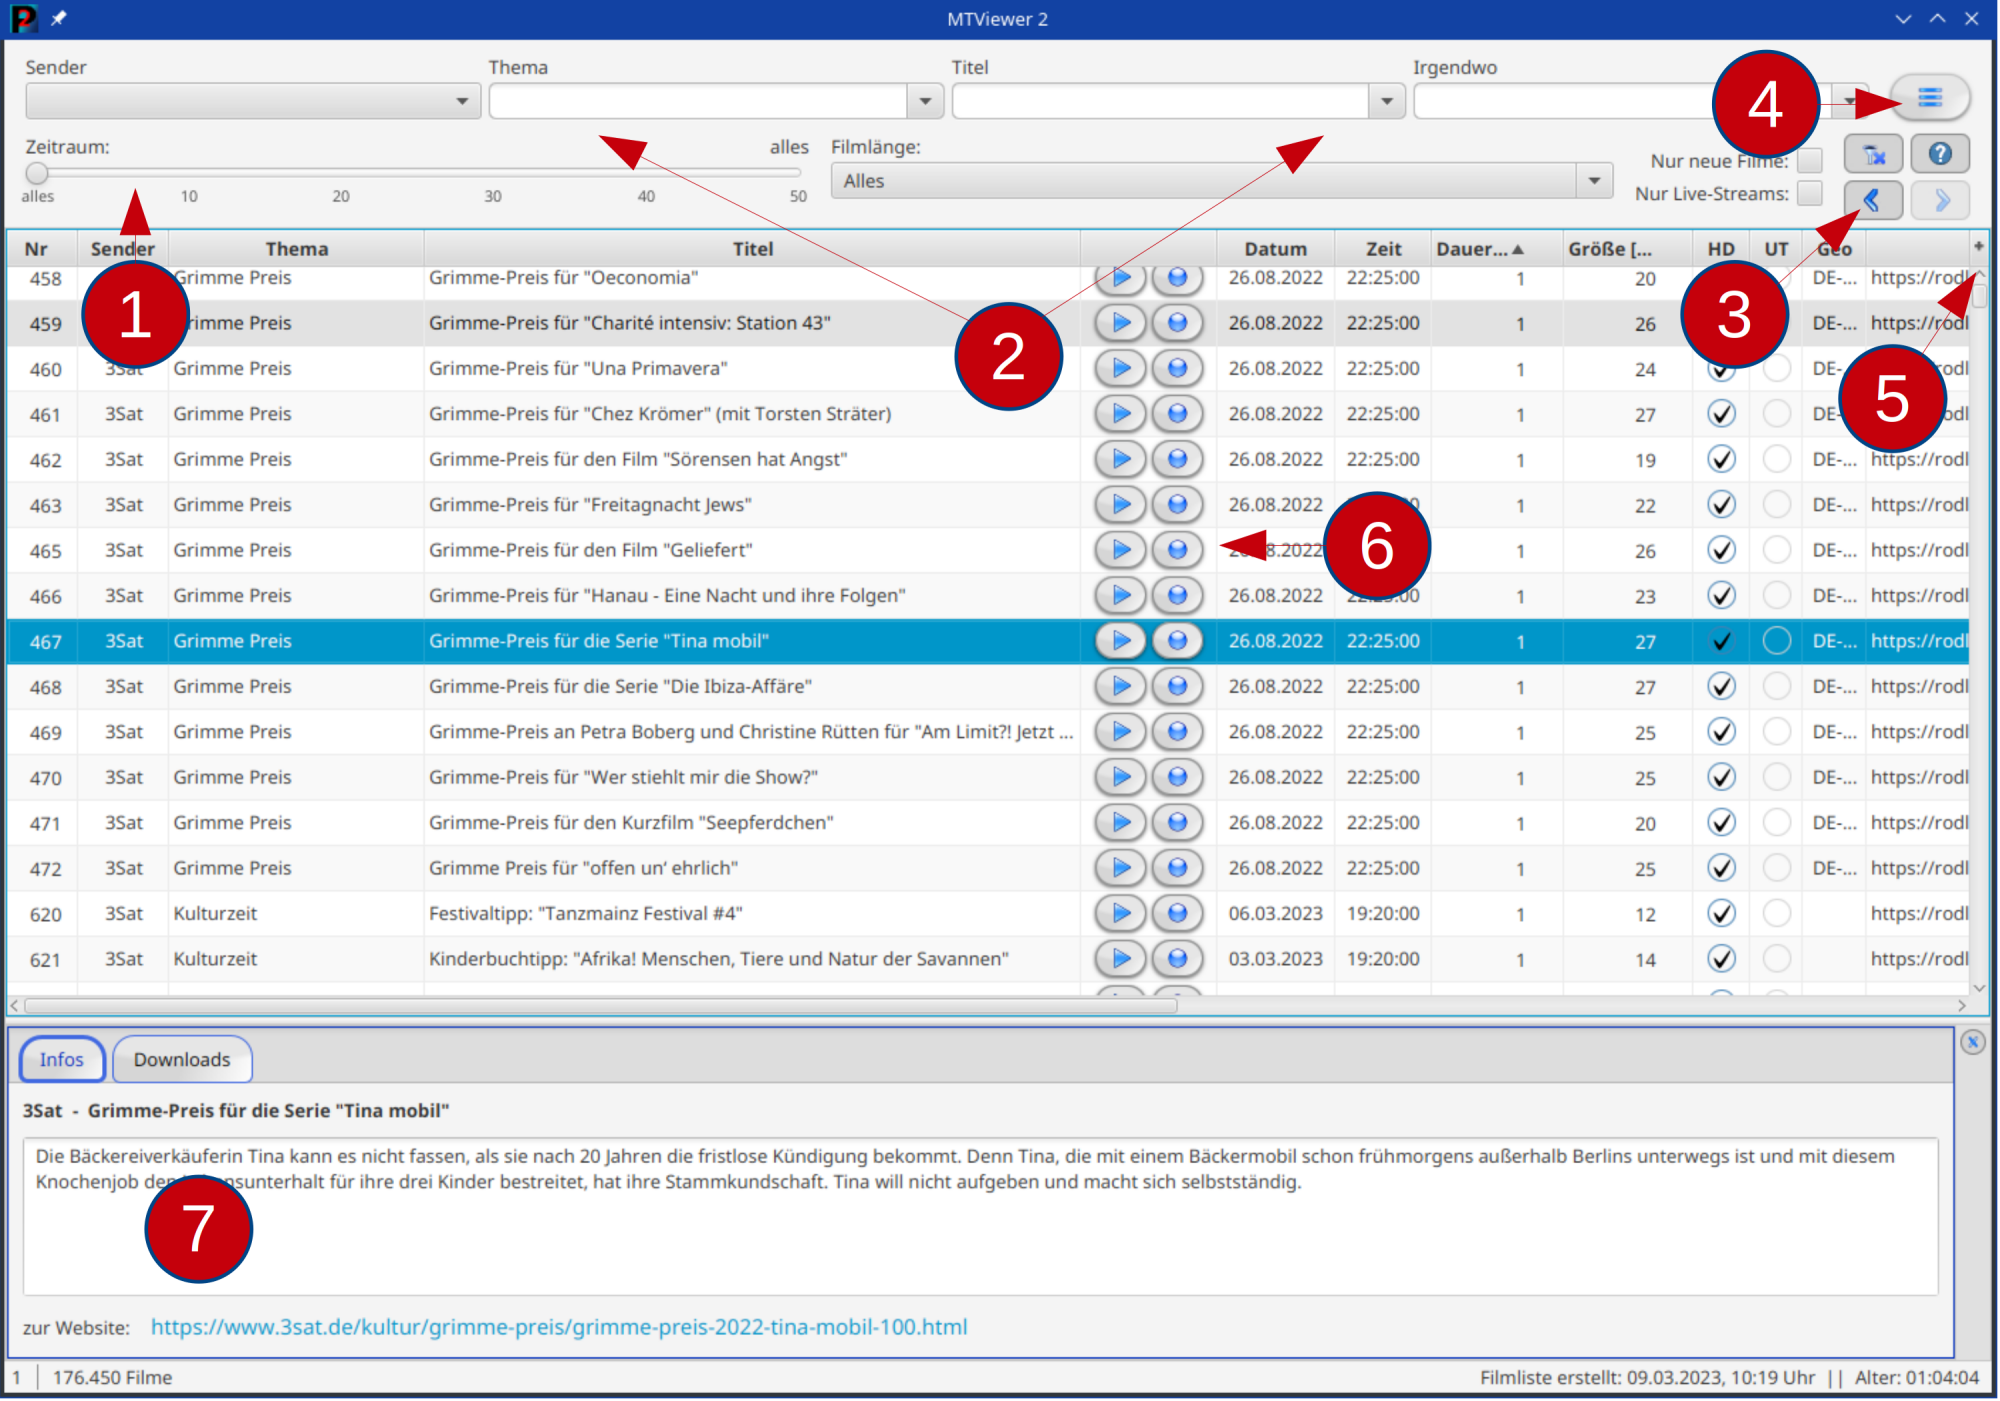 MTViewer 2
Sender Thema Titel Irgendwo
4
Zeitraum: alles Filmlänge:
Alles
Nur neue Filme:
Nur Live-Streams:
alles 10 20 30 40 50
Nr Sender Thema Titel Datum Zeit Dauer... Größe [... HD UT Geo +
458 Grimme Preis Grimme-Preis für "Oeconomia" 26.08.2022 22:25:00 1 20 DE-... https://rodl
1
2
3
459 Grimme Preis Grimme-Preis für "Charité intensiv: Station 43" 26.08.2022 22:25:00 1 26 DE-... https://rodl
460 3Sat Grimme Preis Grimme-Preis für "Una Primavera" 26.08.2022 22:25:00 1 24 DE- rodl
5
461 3Sat Grimme Preis Grimme-Preis für "Chez Krömer" (mit Torsten Sträter) 26.08.2022 22:25:00 1 27 DE- odl
462 3Sat Grimme Preis Grimme-Preis für den Film "Sörensen hat Angst" 26.08.2022 22:25:00 1 19 DE-... https://rodl
463 3Sat Grimme Preis Grimme-Preis für "Freitagnacht Jews" 26.08.2022 1 22 DE-... https://rodl
465 3Sat Grimme Preis Grimme-Preis für den Film "Geliefert" 26.08.2022 1 26 DE-... https://rodl
6
466 3Sat Grimme Preis Grimme-Preis für "Hanau - Eine Nacht und ihre Folgen" 26.08.2022 22:25:00 1 23 DE-... https://rodl
467 3Sat Grimme Preis Grimme-Preis für die Serie "Tina mobil" 26.08.2022 22:25:00 1 27 DE-... https://rodl
468 3Sat Grimme Preis Grimme-Preis für die Serie "Die Ibiza-Affäre" 26.08.2022 22:25:00 1 27 DE-... https://rodl
469 3Sat Grimme Preis Grimme-Preis an Petra Boberg und Christine Rütten für "Am Limit?! Jetzt ... 26.08.2022 22:25:00 1 25 DE-... https://rodl
470 3Sat Grimme Preis Grimme-Preis für "Wer stiehlt mir die Show?" 26.08.2022 22:25:00 1 25 DE-... https://rodl
471 3Sat Grimme Preis Grimme-Preis für den Kurzfilm "Seepferdchen" 26.08.2022 22:25:00 1 20 DE-... https://rodl
472 3Sat Grimme Preis Grimme Preis für "offen un' ehrlich" 26.08.2022 22:25:00 1 25 DE-... https://rodl
620 3Sat Kulturzeit Festivaltipp: "Tanzmainz Festival #4" 06.03.2023 19:20:00 1 12 https://rodl
621 3Sat Kulturzeit Kinderbuchtipp: "Afrika! Menschen, Tiere und Natur der Savannen" 03.03.2023 19:20:00 1 14 https://rodl
Infos Downloads
3Sat - Grimme-Preis für die Serie "Tina mobil"
Die Bäckereiverkäuferin Tina kann es nicht fassen, als sie nach 20 Jahren die fristlose Kündigung bekommt. Denn Tina, die mit einem Bäckermobil schon frühmorgens außerhalb Berlins unterwegs ist und mit diesem
Knochenjob den nsunterhalt für ihre drei Kinder bestreitet, hat ihre Stammkundschaft. Tina will nicht aufgeben und macht sich selbstständig.
7
zur Website: https://www.3sat.de/kultur/grimme-preis/grimme-preis-2022-tina-mobil-100.html
1 | 176.450 Filme Filmliste erstellt: 09.03.2023, 10:19 Uhr || Alter: 01:04:04